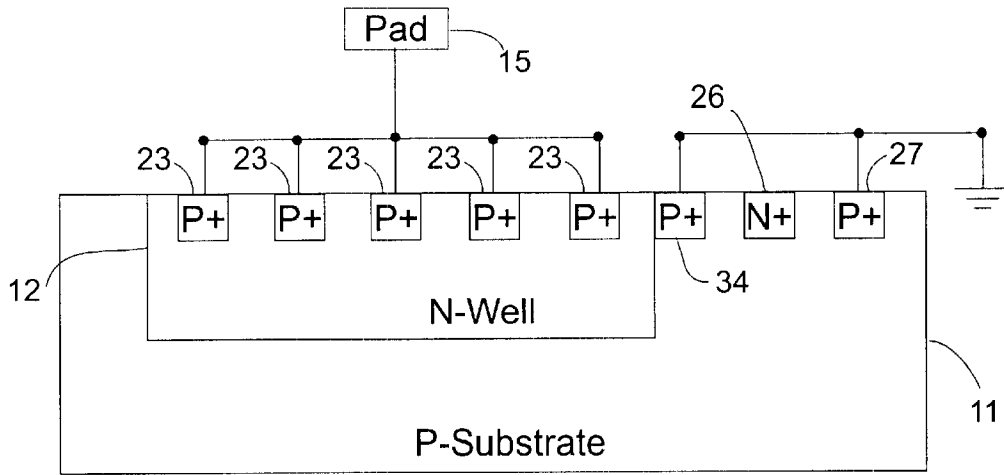 Pad
15
26
23 23 23 23 23 27
P+ P+ P+ P+ P+ P+ N+ P+
12
34
N-Well
11
P-Substrate